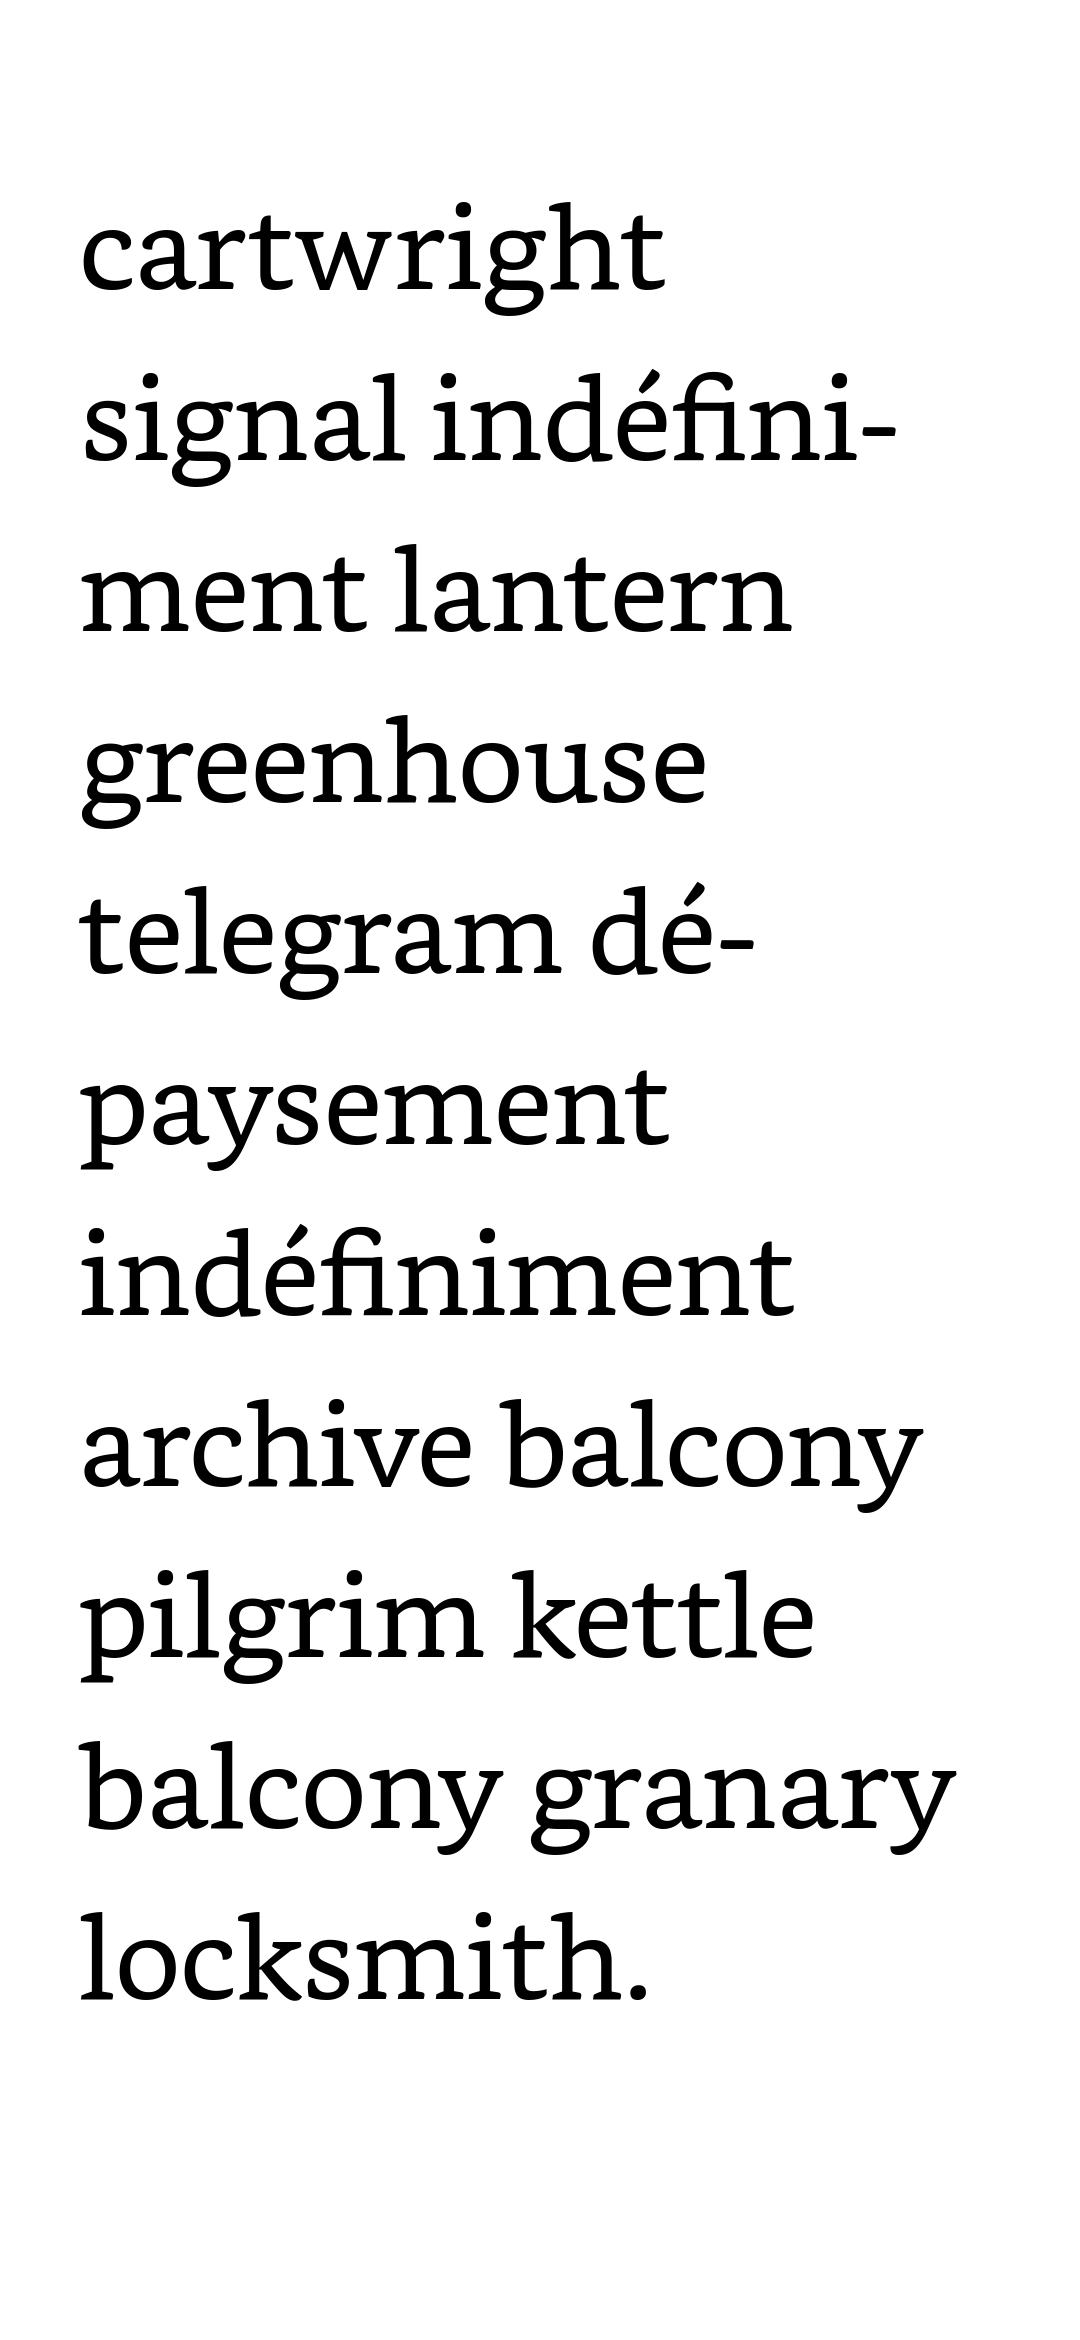 cartwright
signal indéfini-
ment lantern
greenhouse
telegram dé-
paysement
indéfiniment
archive balcony
pilgrim kettle
balcony granary
locksmith.